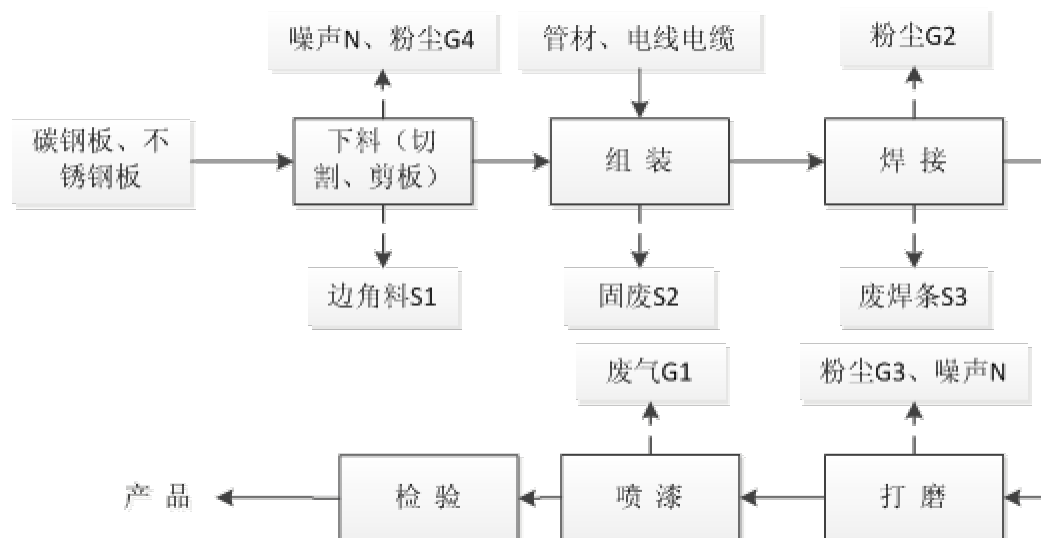 噪声N、粉尘G4
管材、电线电缆
粉尘G2
碳钢板、不
锈钢板
下料（切
割、剪板）
组 装
焊 接
边角料S1
固废S2
废焊条S3
废气G1
粉尘G3、噪声N
产 品
检 验
喷 漆
打 磨